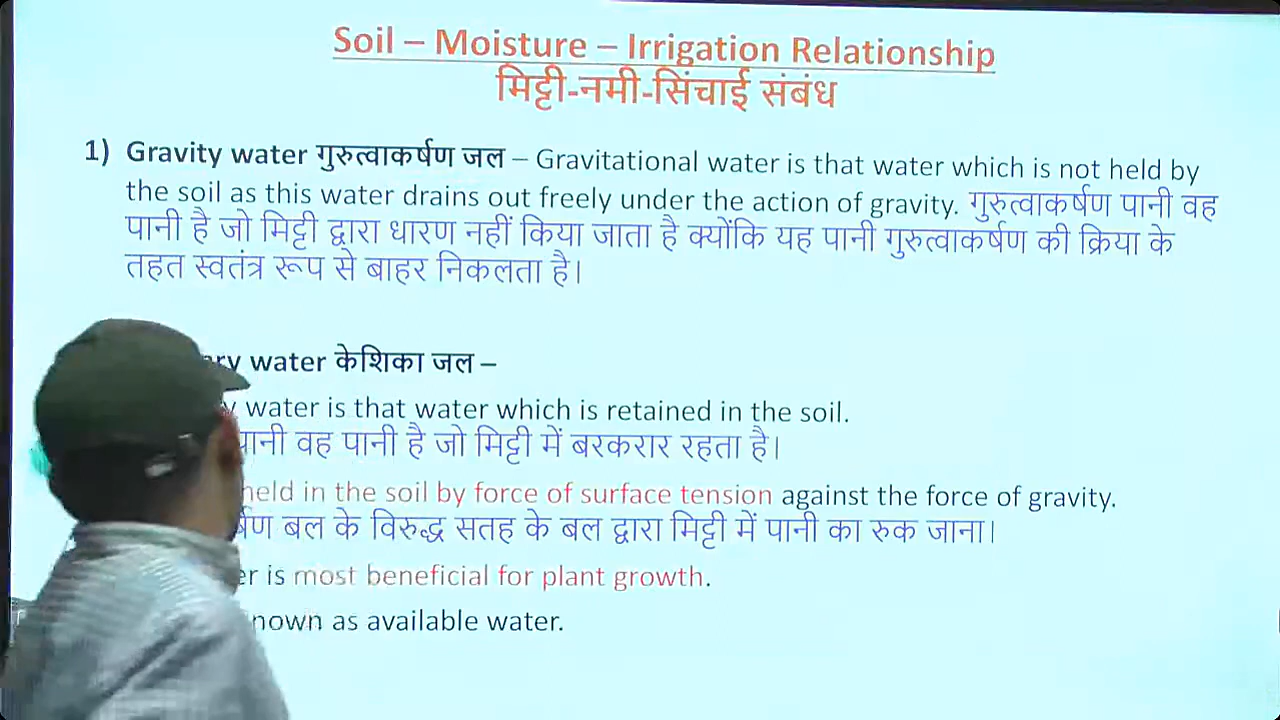 Soil – Moisture – Irrigation Relationship
मिट्टी-नमी-सिंचाई संबंध
1) Gravity water गुरुत्वाकर्षण जल – Gravitational water is that water which is not held by
the soil as this water drains out freely under the action of gravity. गुरुत्वाकर्षण पानी वह
पानी है जो मिट्टी द्वारा धारण नहीं किया जाता है क्योंकि यह पानी गुरुत्वाकर्षण की क्रिया के
तहत स्वतंत्र रूप से बाहर निकलता है।
water केशिका जल –
water is that water which is retained in the soil.
पानी वह पानी है जो मिट्टी में बरकरार रहता है।
held in the soil by force of surface tension against the force of gravity.
बल के विरुद्ध सतह के बल द्वारा मिट्टी में पानी का रुक जाना।
is most beneficial for plant growth.
as available water.